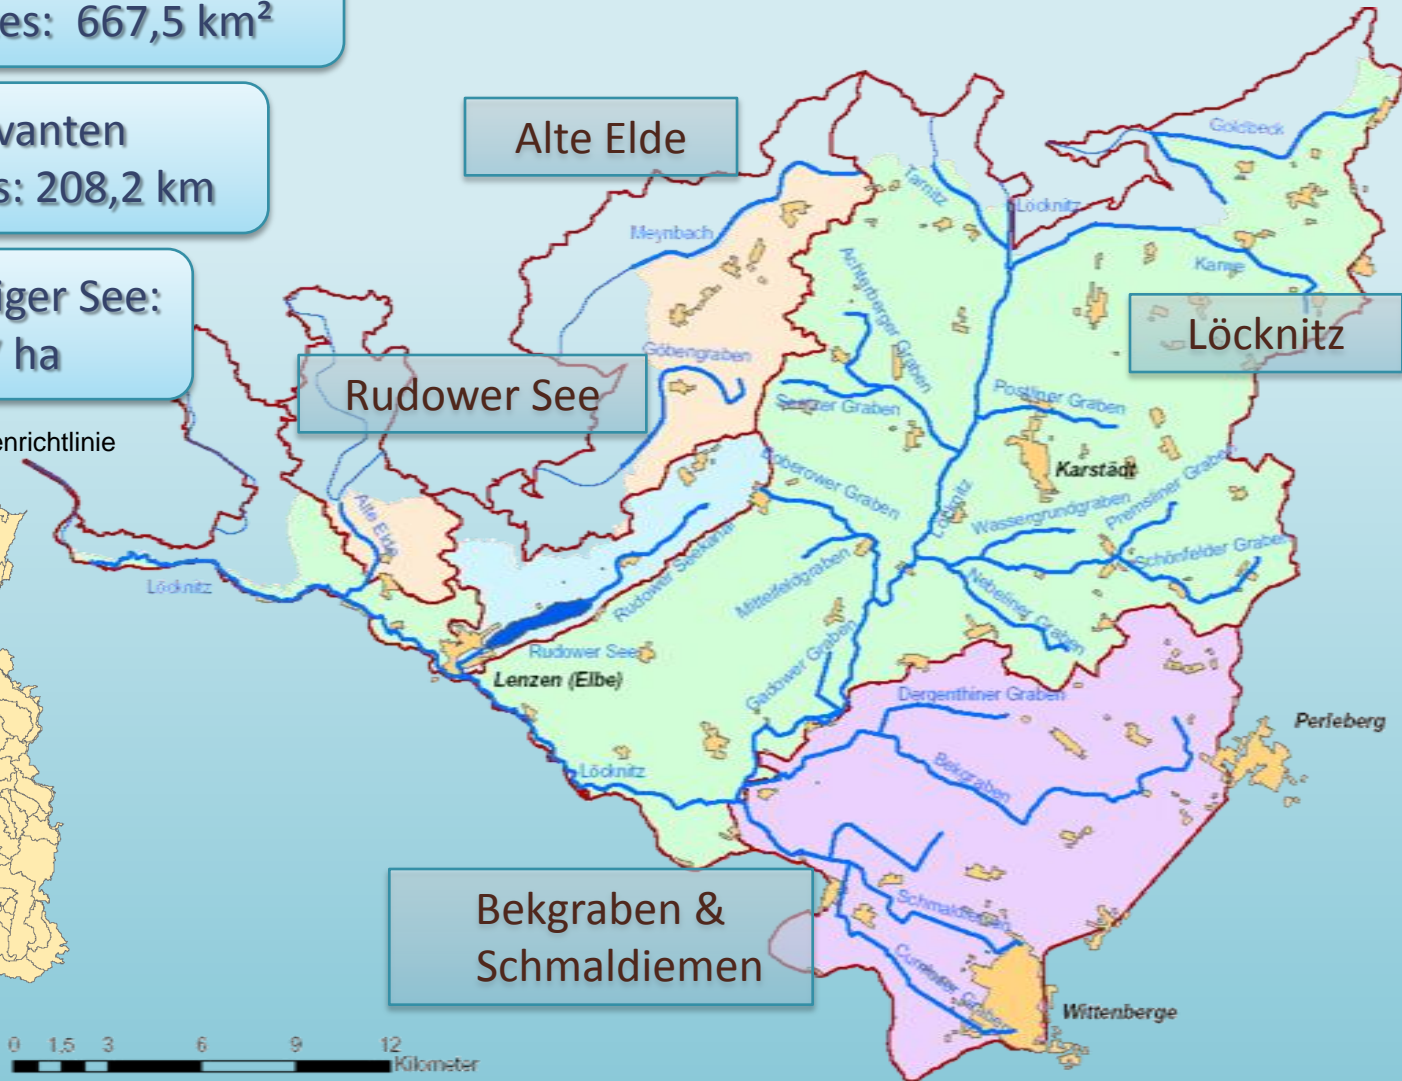 es: 667,5 km²
vanten
s: 208,2 km
iger See:
ha
enrichtlinie
Alte Elde
Rudower See
Löcknitz
Bekgraben &
Schmaldiemen
Goldbeck
Tarnitz
Löcknitz
Meynbach
Karwe
Achterberger Graben
Göbengraben
Graben
Postliner Graben
Karstädt
Boberower Graben
Löcknitz
Wassergrundgraben
Premsliner Graben
Schönfelder Graben
Alte Elde
Löcknitz
Rudower Seekanal
Mittelfeldgraben
Nebeliner Graben
Rudower See
Lenzen (Elbe)
Gadower Graben
Dergenthiner Graben
Perleberg
Löcknitz
Bekgraben
Schmaldiemen
Graben
Wittenberge
0 1,5 3 6 9 12
Kilometer